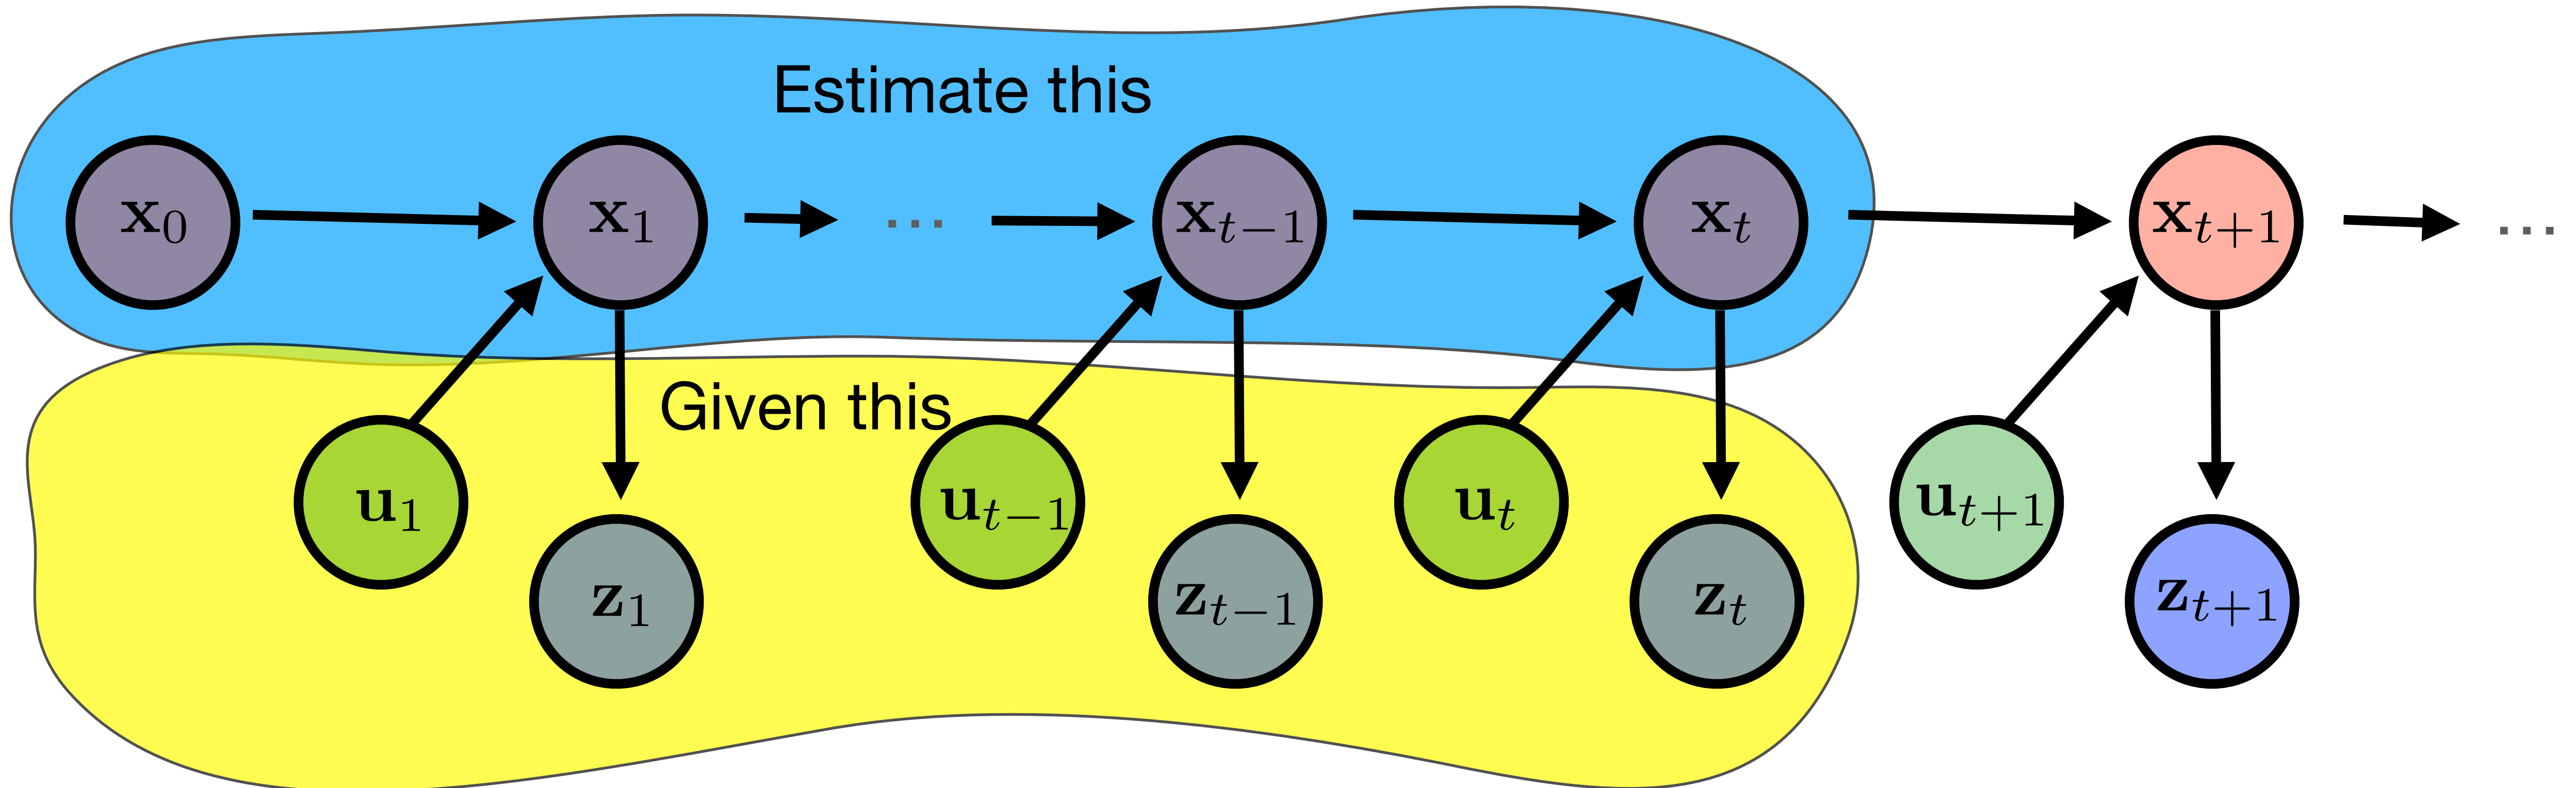 Estimate this
x₀ x₁ ... xₜ₋₁ xₜ xₜ₊₁ ...
Given this
u₁ uₜ₋₁ uₜ uₜ₊₁
z₁ zₜ₋₁ zₜ zₜ₊₁